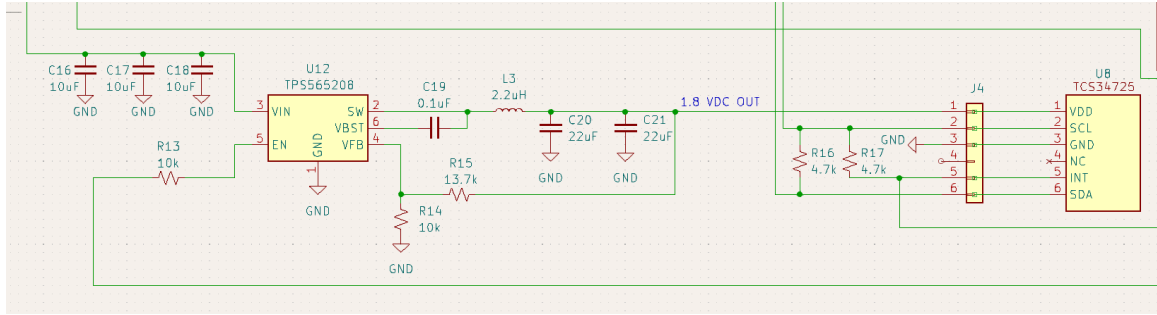 C16
10uF
GND
C17
10uF
GND
C18
10uF
GND
U12
TPS565208
3 VIN
5 EN
GND
1
GND
SW 2
VBST 6
VFB 4
R13
10k
C19
0.1uF
L3
2.2uH
R15
13.7k
R14
10k
GND
C20
22uF
GND
C21
22uF
GND
1.8 VDC OUT
R16
4.7k
R17
4.7k
GND
J4
1
2
3
4
5
6
U8
TCS34725
1 VDD
2 SCL
3 GND
4 NC
5 INT
6 SDA